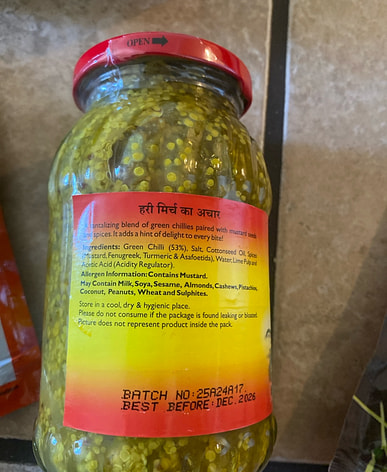 OPEN
हरी मिर्च का अचार
tantalizing blend of green chillies paired with mustard seeds
spices. It adds a hint of delight to every bite!
Ingredients: Green Chilli (53%), Salt, Cottonseed Oil, Spices
(Mustard, Fenugreek, Turmeric & Asafoetida), Water, Lime Pulp and
Acetic Acid (Acidity Regulator).
Allergen Information: Contains Mustard.
May Contain Milk, Soya, Sesame, Almonds, Cashews, Pistachios,
Coconut, Peanuts, Wheat and Sulphites.
Store in a cool, dry & hygienic place.
Please do not consume if the package is found leaking or bloated.
Picture does not represent product inside the pack.
BATCH NO: 25A24A17.
BEST BEFORE: DEC. 2026